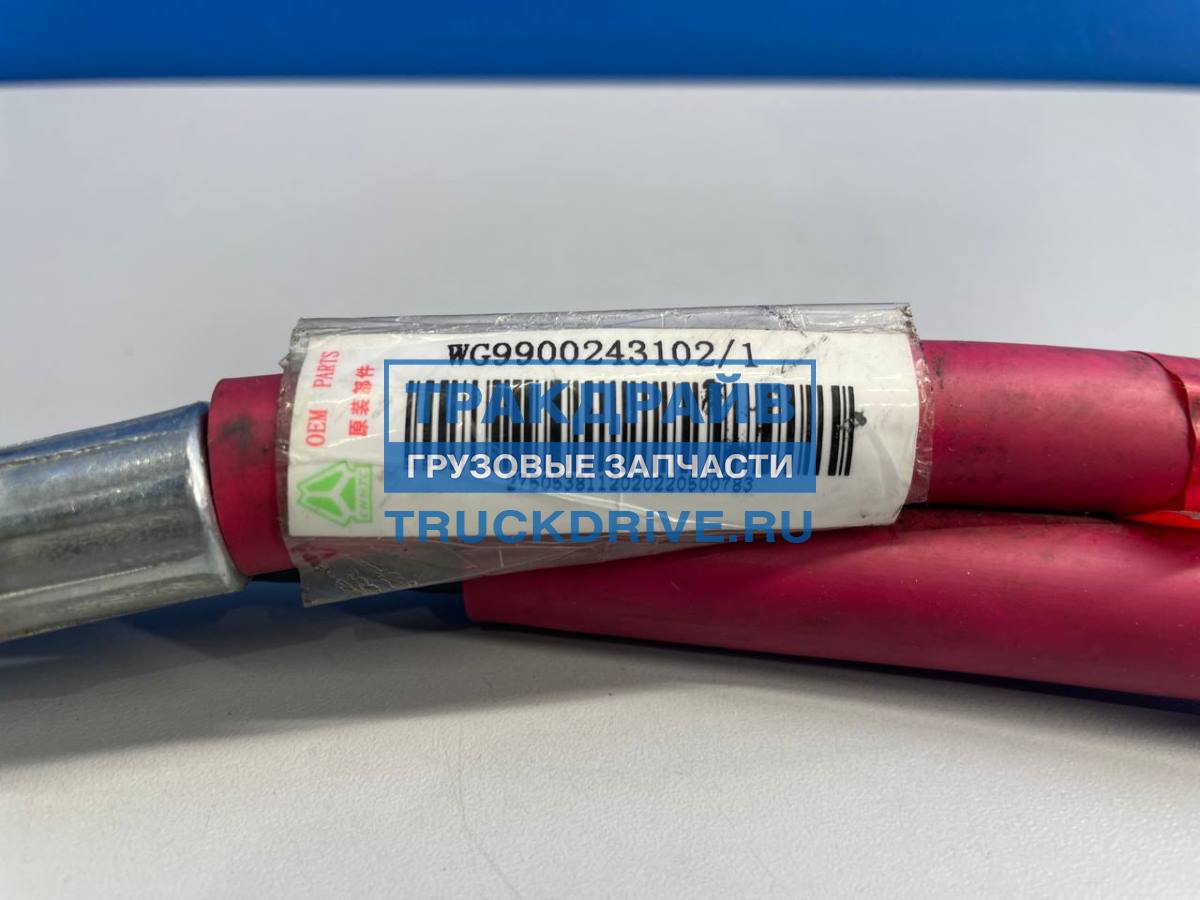 WG9900243102/1
OEM PARTS
原装部件
ТРАКДРАЙВ
ГРУЗОВЫЕ ЗАПЧАСТИ
TRUCKDRIVE.RU